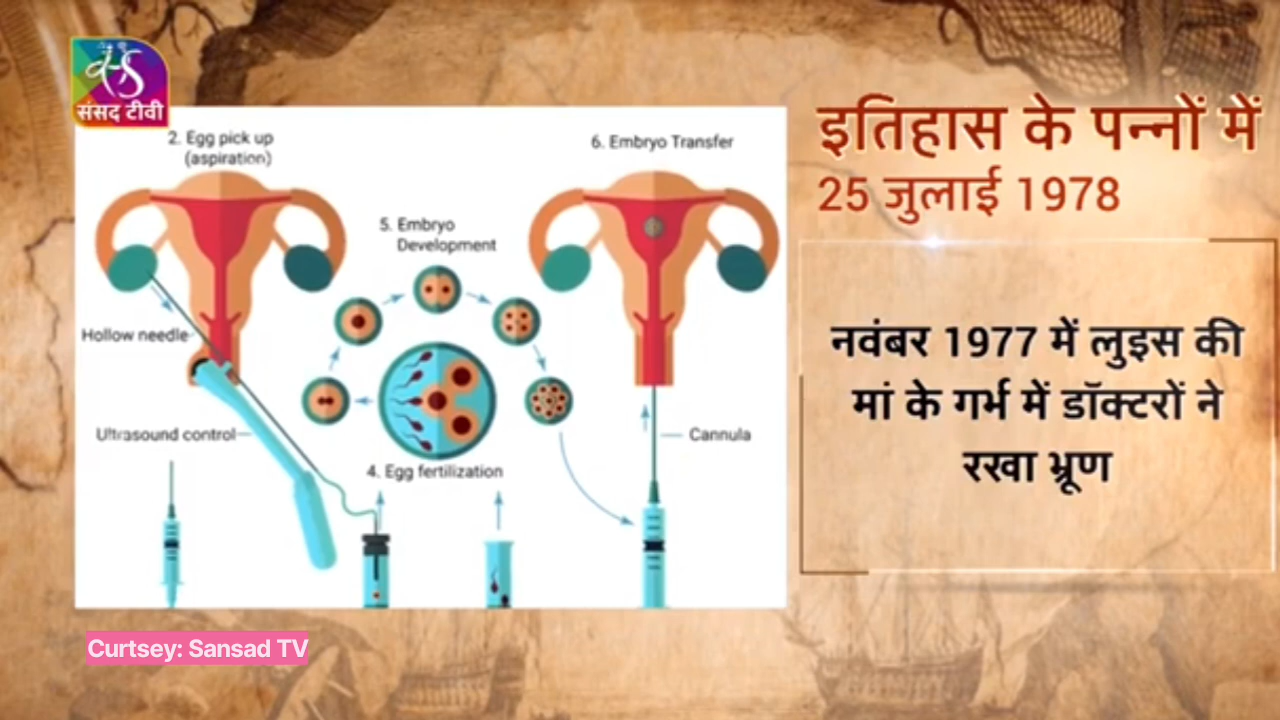 संसद टीवी
2. Egg pick up
(aspiration)
6. Embryo Transfer
5. Embryo
Development
Hollow needle
Ultrasound control
4. Egg fertilization
Cannula
इतिहास के पन्नों में
25 जुलाई 1978
नवंबर 1977 में लुइस की
मां के गर्भ में डॉक्टरों ने
रखा भ्रूण
Curtsey: Sansad TV